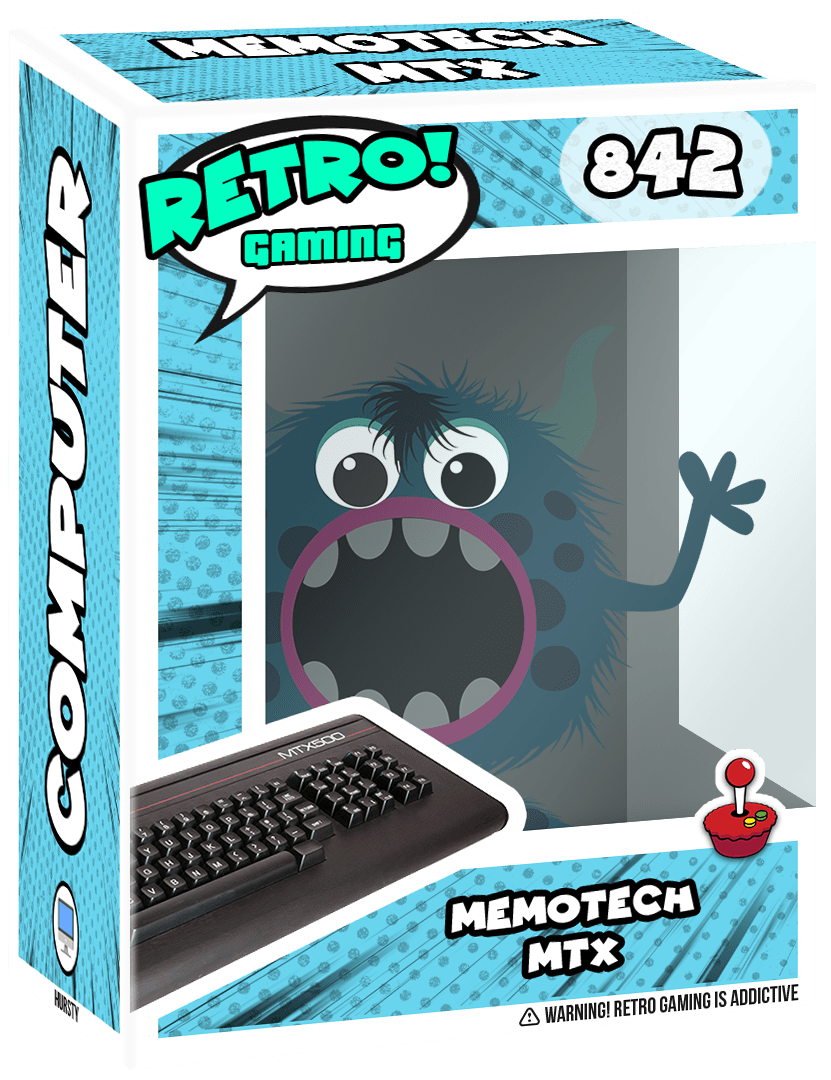 MEMOTECH
MTX
RETRO!
GAMING
842
COMPUTER
HURSTY
MTX500
MEMOTECH
MTX
WARNING! RETRO GAMING IS ADDICTIVE